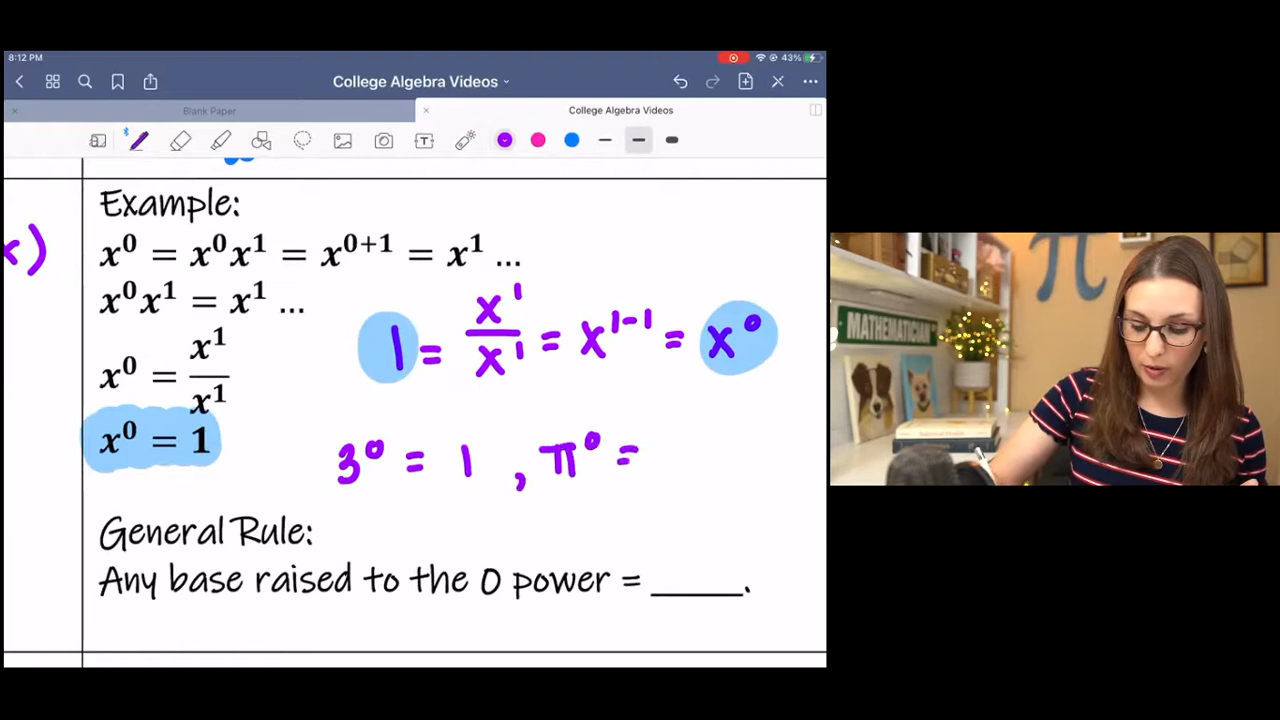 8:12 PM
43%
College Algebra Videos
Blank Paper
College Algebra Videos
Example:
x⁰ = x⁰x¹ = x⁰⁺¹ = x¹ ...
x⁰x¹ = x¹ ...
x⁰ = x¹/x¹
x⁰ = 1
x)
1 = x¹/x¹ = x¹⁻¹ = x⁰
3⁰ = 1 , π⁰ =
General Rule:
Any base raised to the 0 power = _____.
π
MATHEMATICIAN